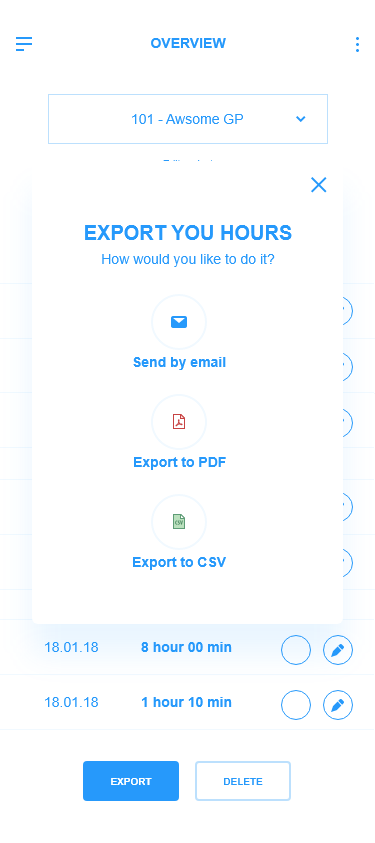 OVERVIEW
101 - Awsome GP
EXPORT YOU HOURS
How would you like to do it?
Send by email
Export to PDF
CSV
Export to CSV
18.01.18 8 hour 00 min
18.01.18 1 hour 10 min
EXPORT DELETE